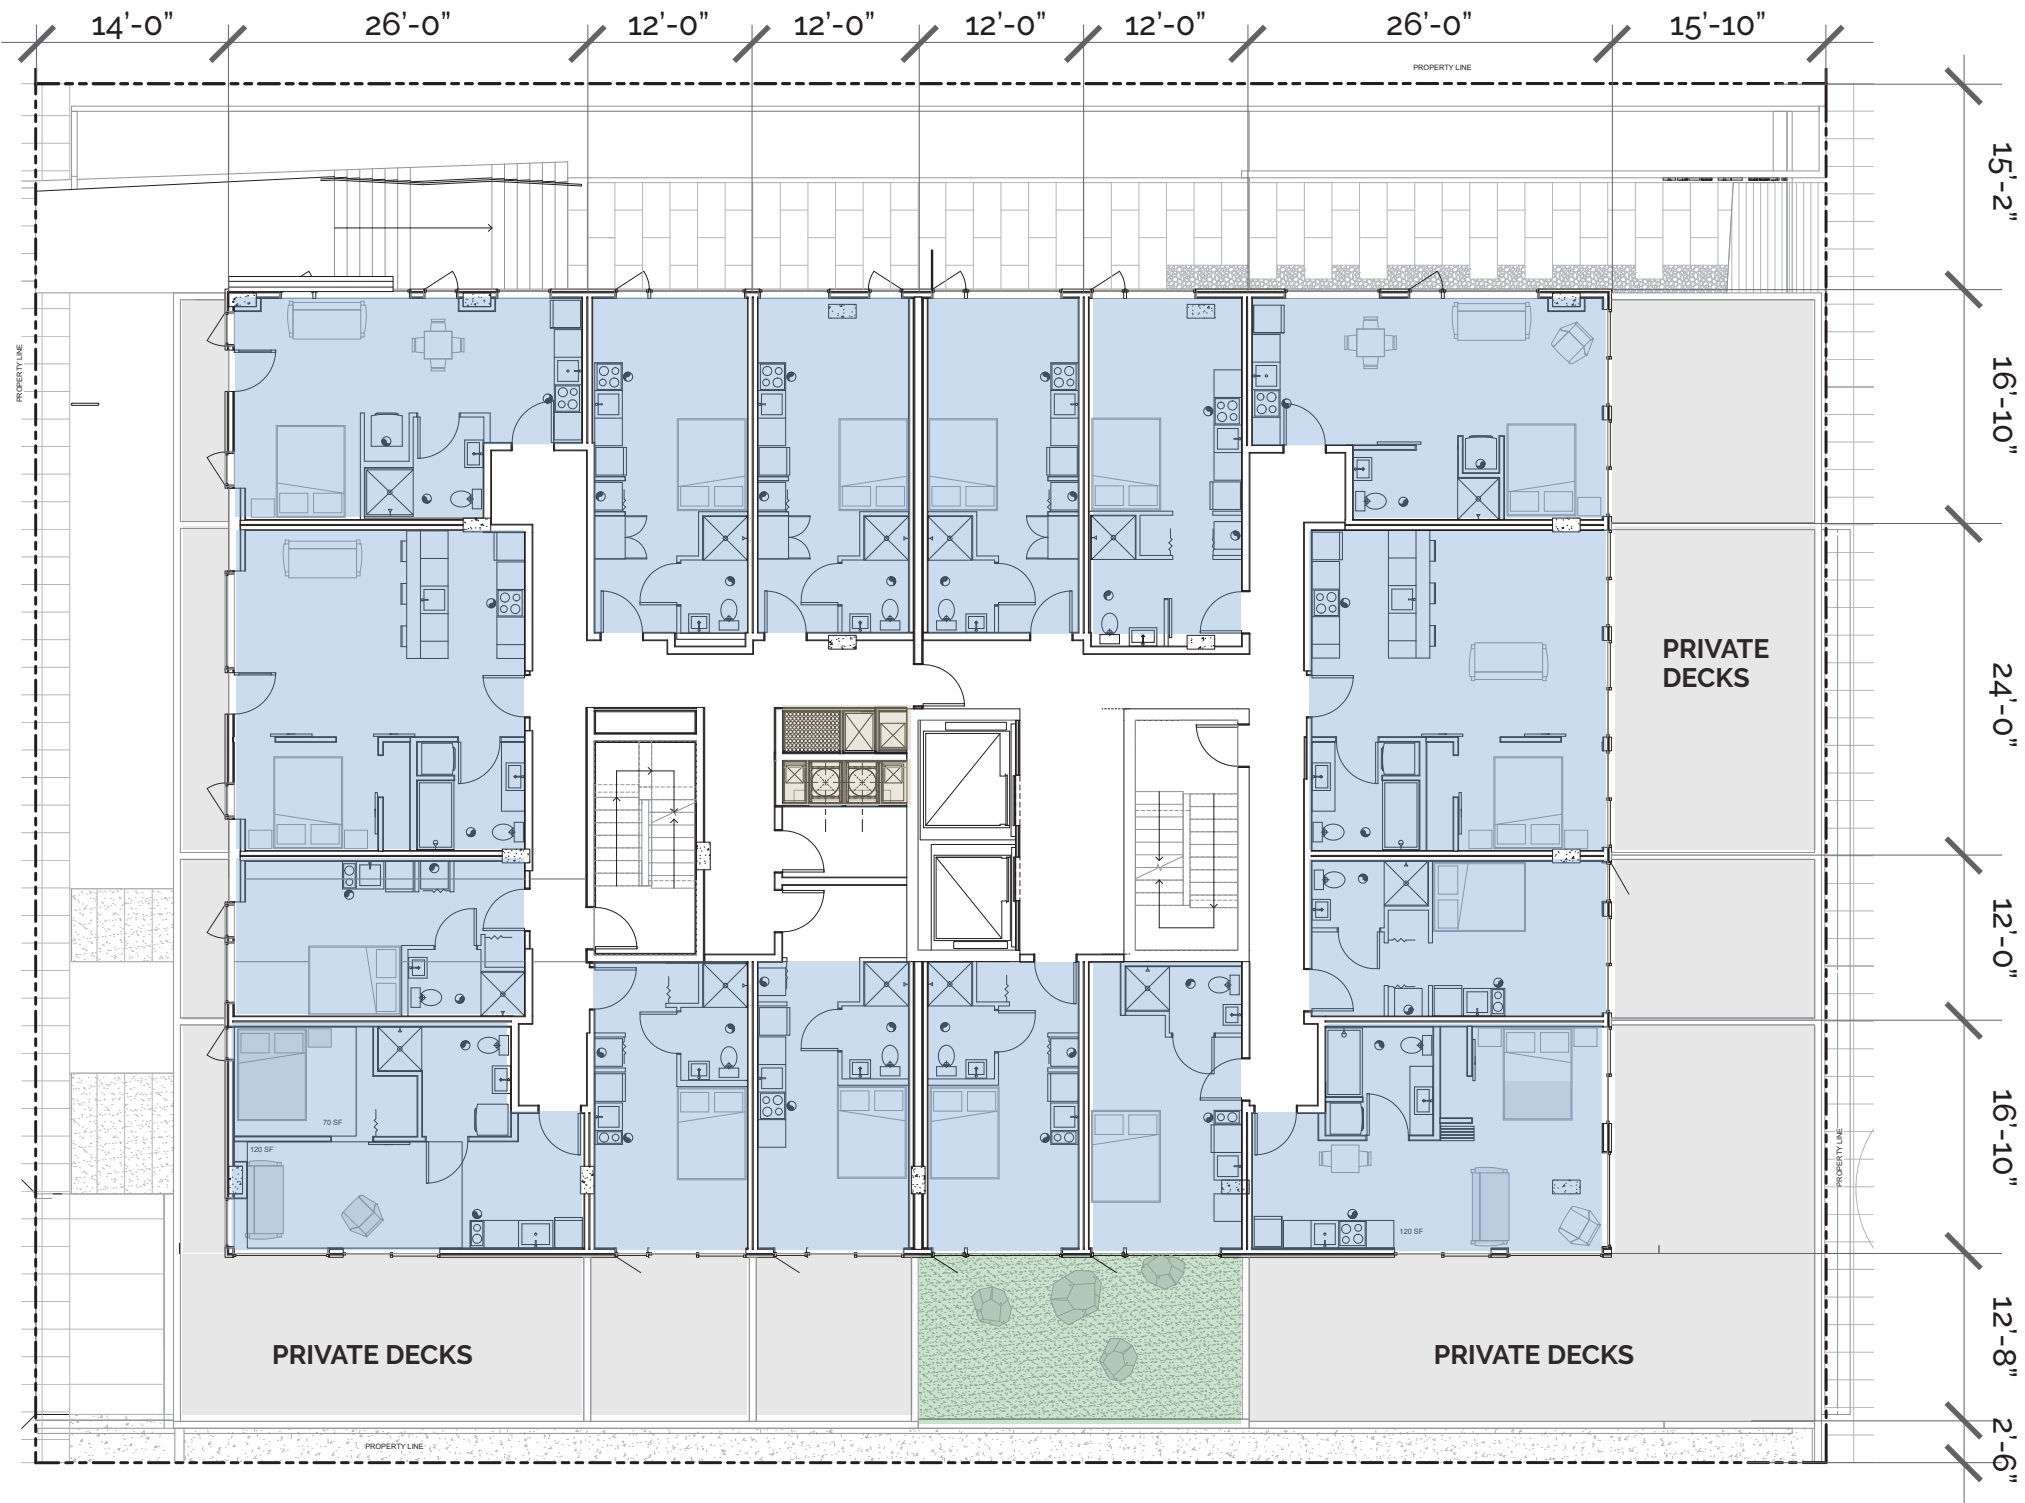 14’-0”
26’-0”
12’-0”
12’-0”
12’-0”
12’-0”
26’-0”
15’-10”
PROPERTY LINE
15’-2”
PROPERTY LINE
16’-10”
PRIVATE
DECKS
24’-0”
12’-0”
70 SF
120 SF
16’-10”
PROPERTY LINE
120 SF
12’-8”
PRIVATE DECKS
PRIVATE DECKS
PROPERTY LINE
2’-6”